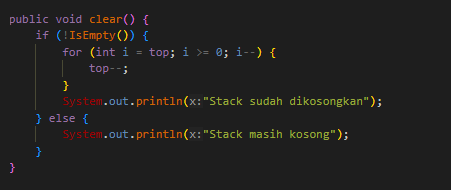 public void clear() {
    if (!IsEmpty()) {
        for (int i = top; i >= 0; i--) {
            top--;
        }
        System.out.println(x:"Stack sudah dikosongkan");
    } else {
        System.out.println(x:"Stack masih kosong");
    }
}